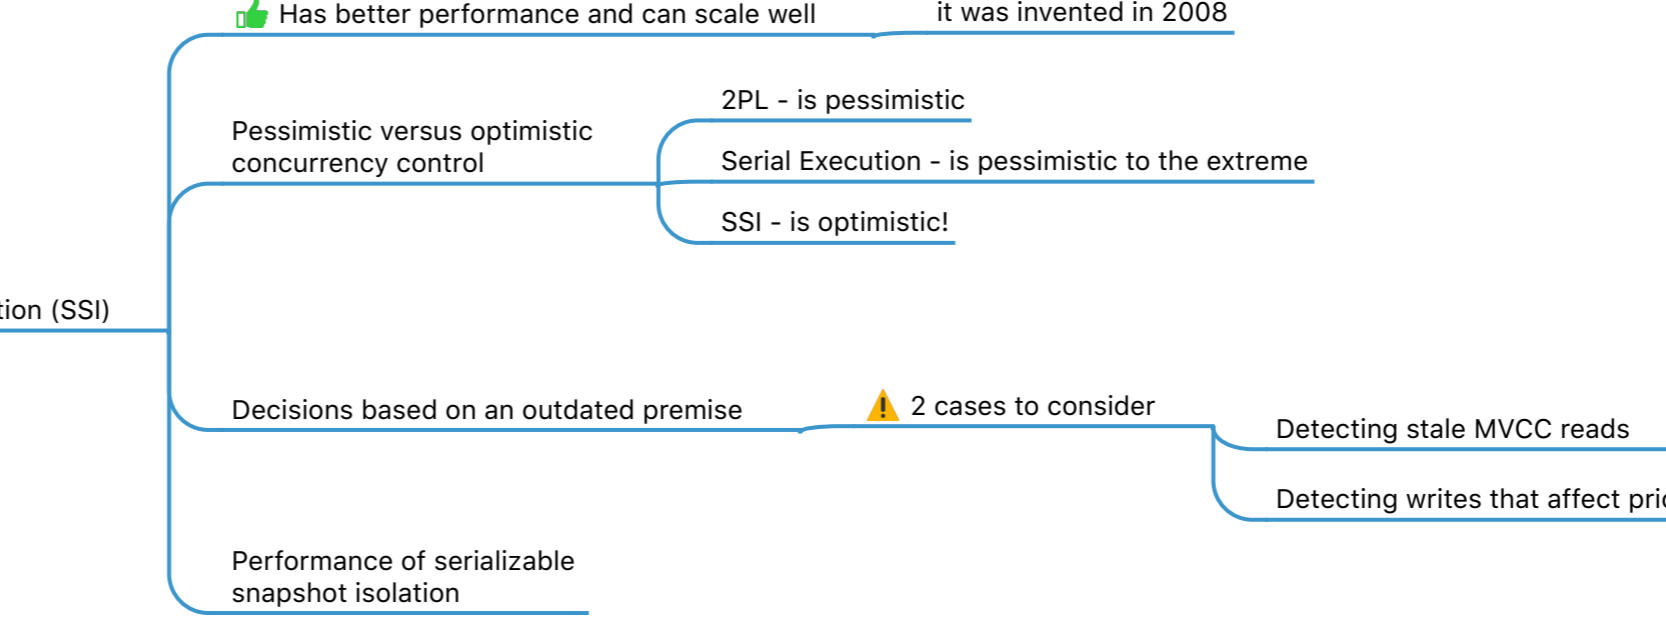 Has better performance and can scale well
it was invented in 2008
Pessimistic versus optimistic
concurrency control
2PL - is pessimistic
Serial Execution - is pessimistic to the extreme
SSI - is optimistic!
(SSI)
Decisions based on an outdated premise
2 cases to consider
Detecting stale MVCC reads
Detecting writes that affect
Performance of serializable
snapshot isolation